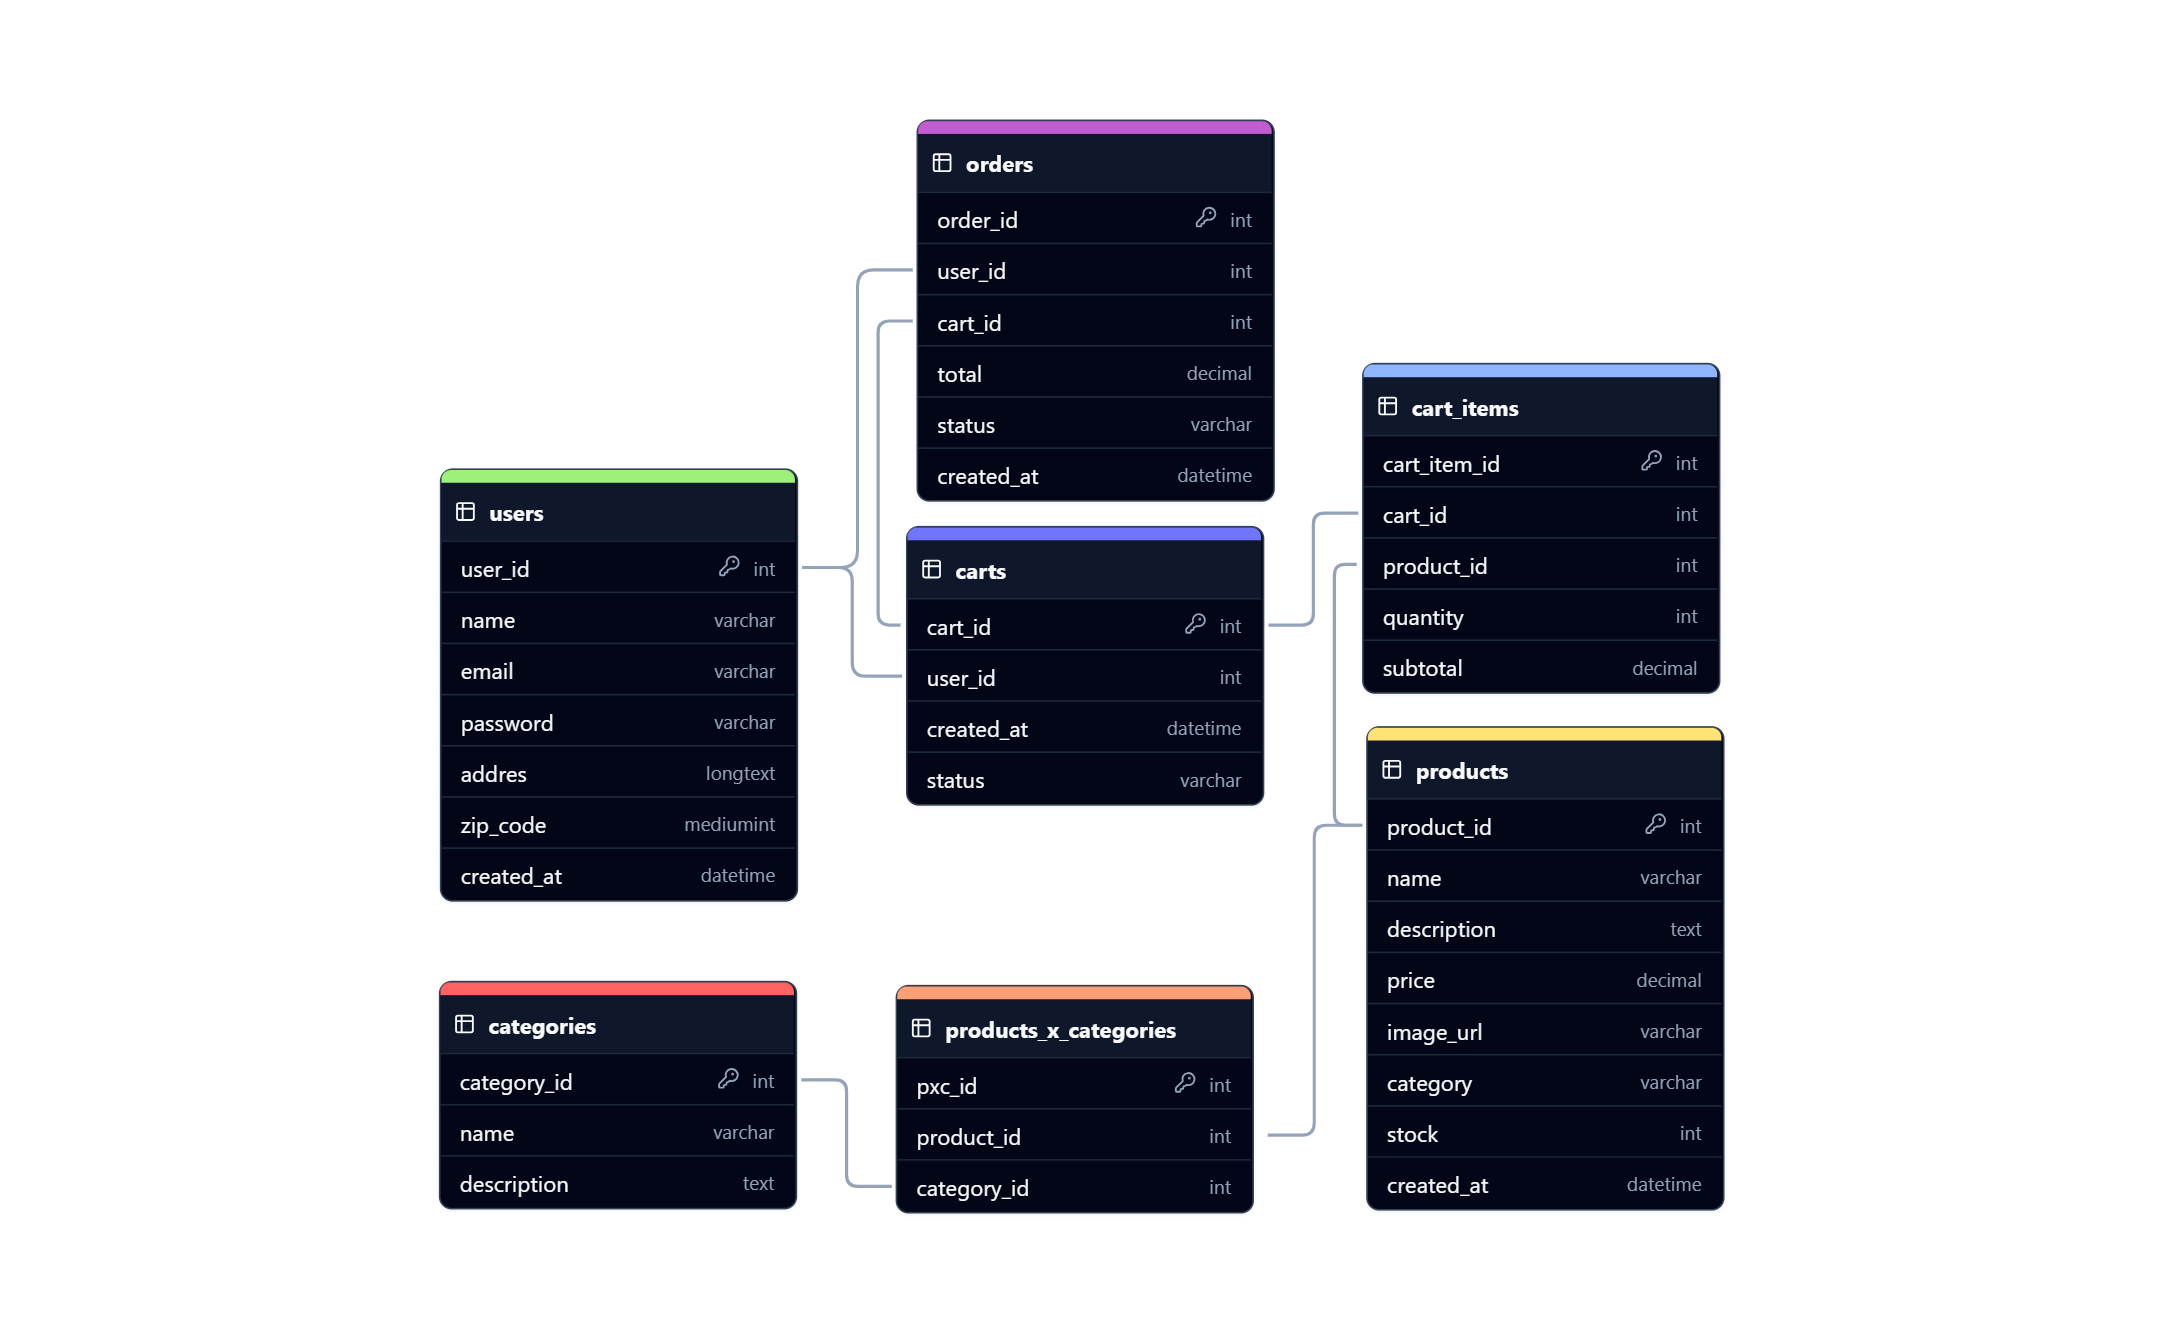 orders
order_id int
user_id int
cart_id int
total decimal
status varchar
created_at datetime
cart_items
cart_item_id int
cart_id int
product_id int
quantity int
subtotal decimal
users
user_id int
name varchar
email varchar
password varchar
addres longtext
zip_code mediumint
created_at datetime
carts
cart_id int
user_id int
created_at datetime
status varchar
products
product_id int
name varchar
description text
price decimal
image_url varchar
category varchar
stock int
created_at datetime
categories
category_id int
name varchar
description text
products_x_categories
pxc_id int
product_id int
category_id int